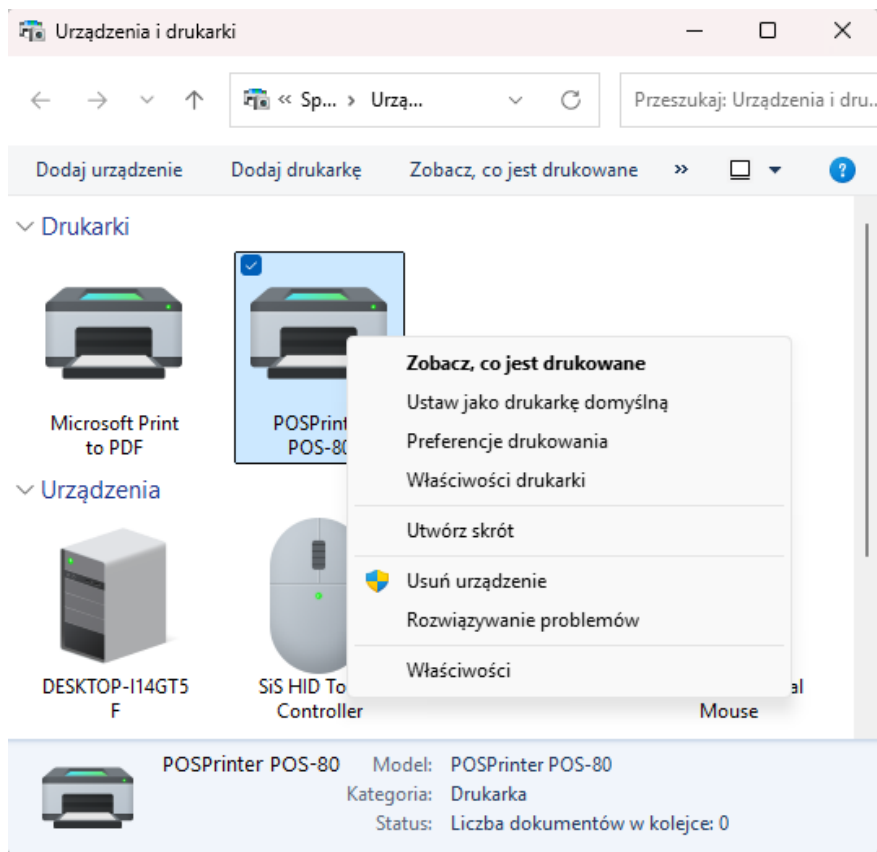 Urządzenia i drukarki
« Sp... › Urzą...
Przeszukaj: Urządzenia i dru...
Dodaj urządzenie Dodaj drukarkę Zobacz, co jest drukowane »
?
Drukarki
Microsoft Print
to PDF
POSPrint
POS-80
Zobacz, co jest drukowane
Ustaw jako drukarkę domyślną
Preferencje drukowania
Właściwości drukarki
Utwórz skrót
Usuń urządzenie
Rozwiązywanie problemów
Właściwości
Urządzenia
DESKTOP-I14GT5
F
SiS HID To
Controller
al
Mouse
POSPrinter POS-80 Model: POSPrinter POS-80
Kategoria: Drukarka
Status: Liczba dokumentów w kolejce: 0